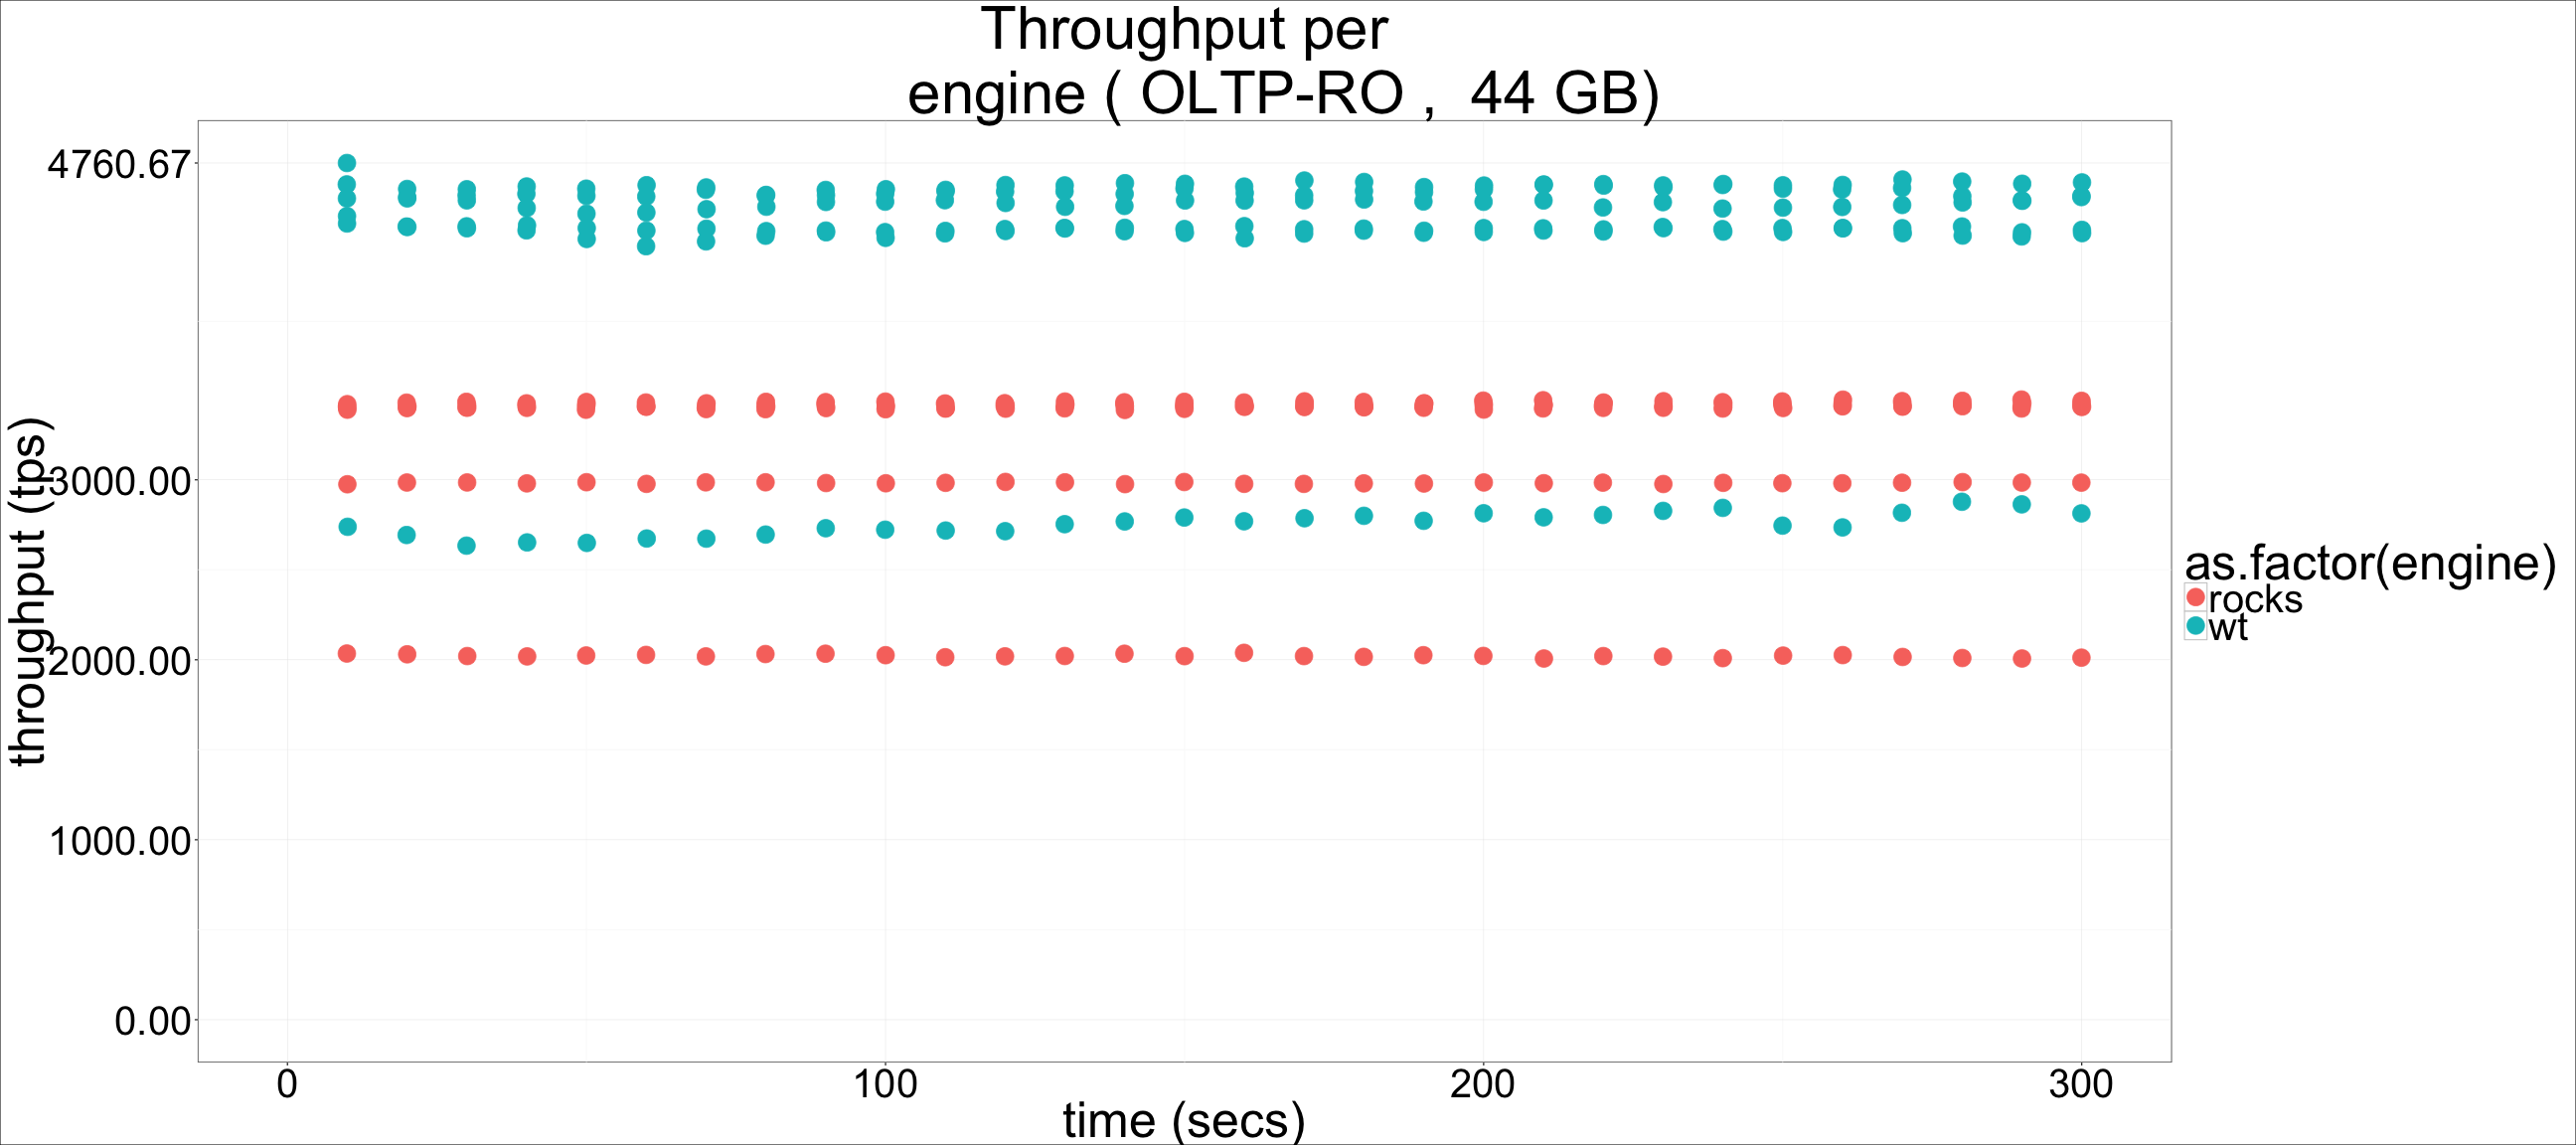 Throughput per
engine ( OLTP-RO ,  44 GB)
throughput (tps)
4760.67
3000.00
2000.00
1000.00
0.00
0
100
200
300
time (secs)
as.factor(engine)
rocks
wt